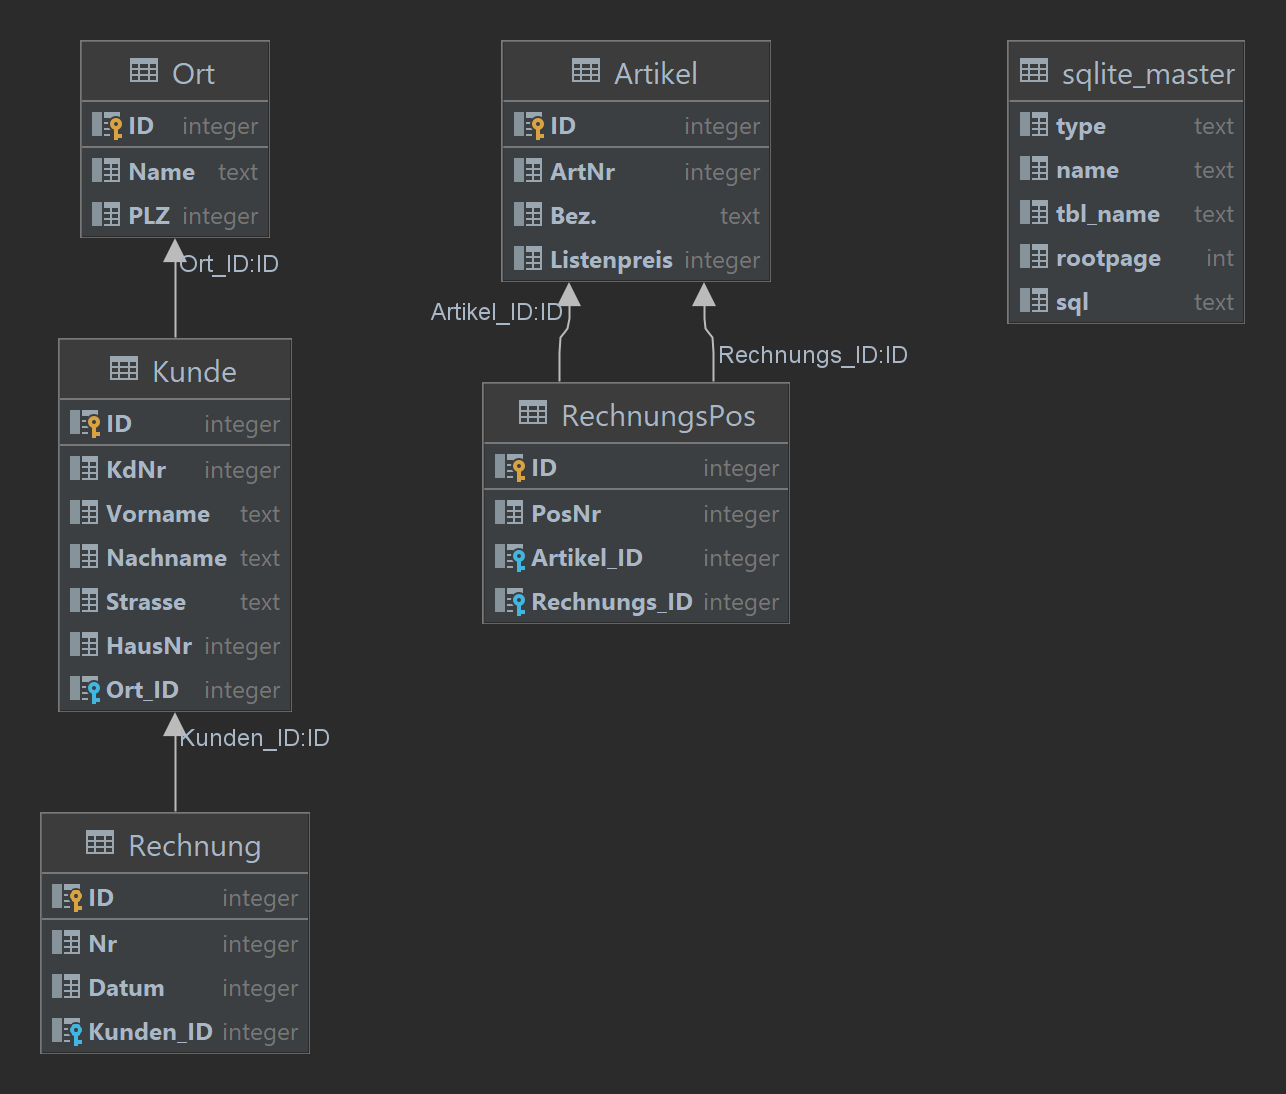 Ort
ID integer
Name text
PLZ integer
Ort_ID:ID
Kunde
ID integer
KdNr integer
Vorname text
Nachname text
Strasse text
HausNr integer
Ort_ID integer
Kunden_ID:ID
Rechnung
ID integer
Nr integer
Datum integer
Kunden_ID integer
Artikel
ID integer
ArtNr integer
Bez. text
Listenpreis integer
Artikel_ID:ID
Rechnungs_ID:ID
RechnungsPos
ID integer
PosNr integer
Artikel_ID integer
Rechnungs_ID integer
sqlite_master
type text
name text
tbl_name text
rootpage int
sql text